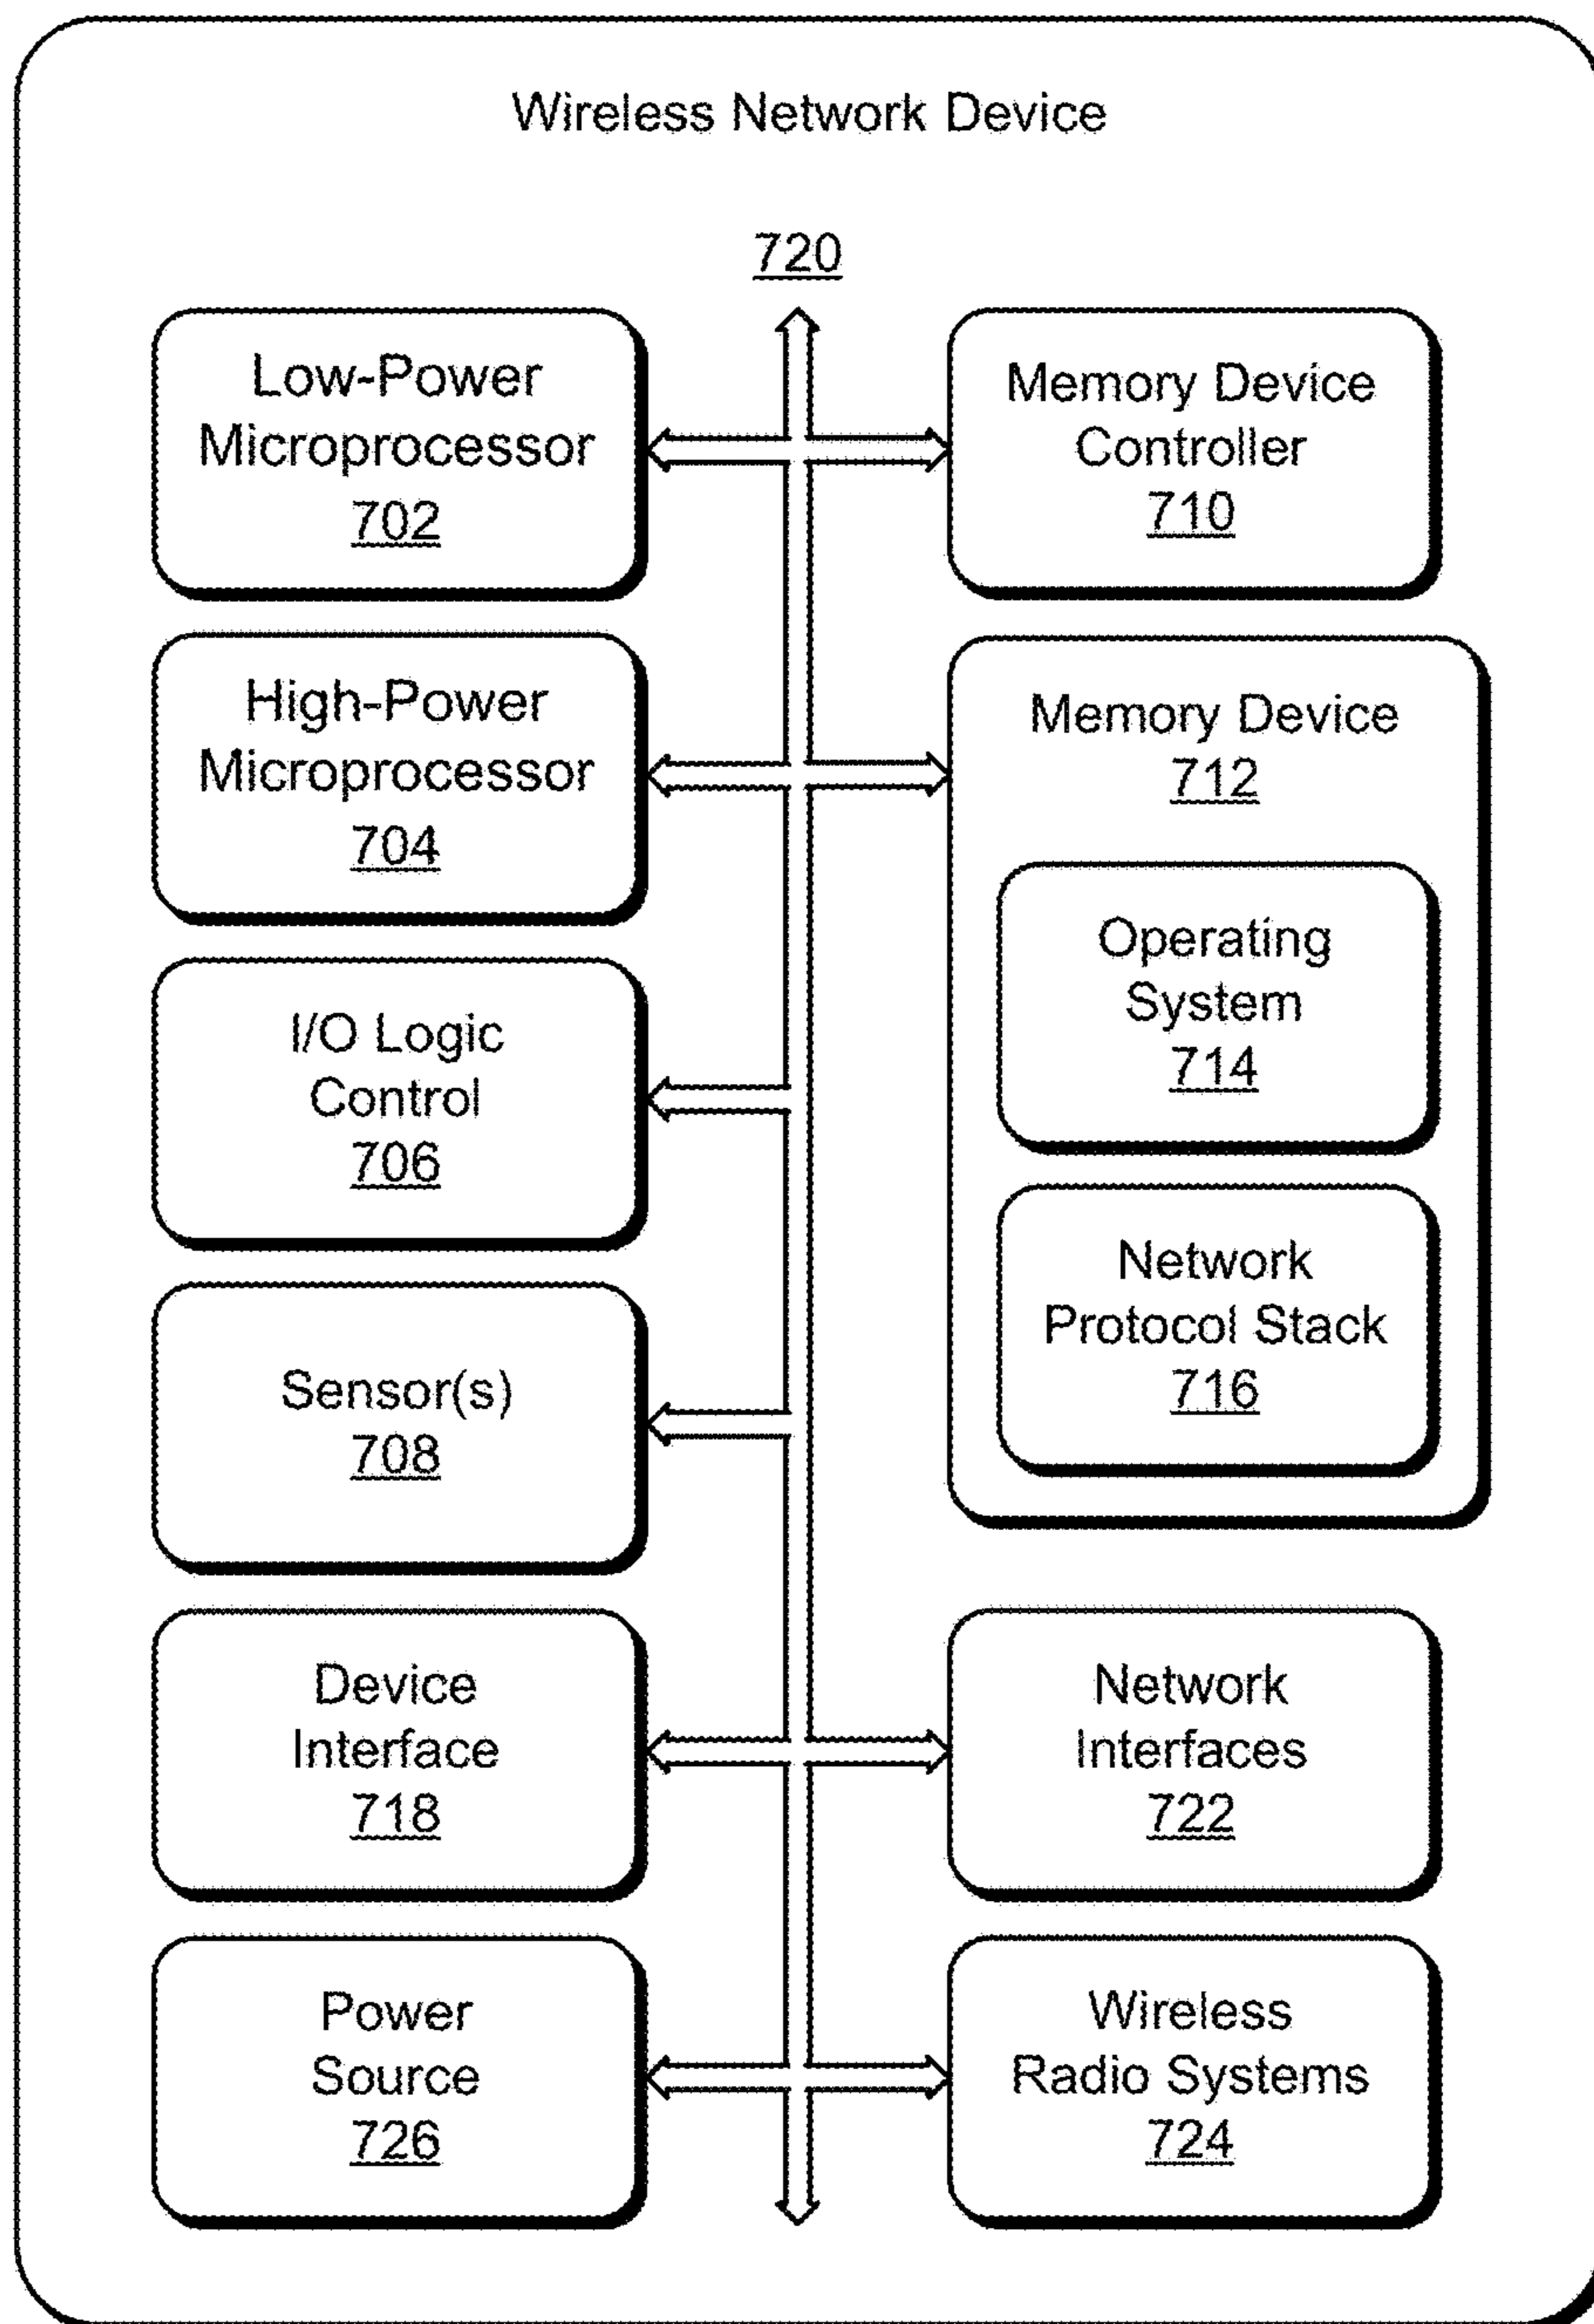 Wireless Network Device
720
Low-Power
Microprocessor
702
Memory Device
Controller
710
High-Power
Microprocessor
704
Memory Device
712
Operating
System
714
I/O Logic
Control
706
Network
Protocol Stack
716
Sensor(s)
708
Device
Interface
718
Network
Interfaces
722
Power
Source
726
Wireless
Radio Systems
724